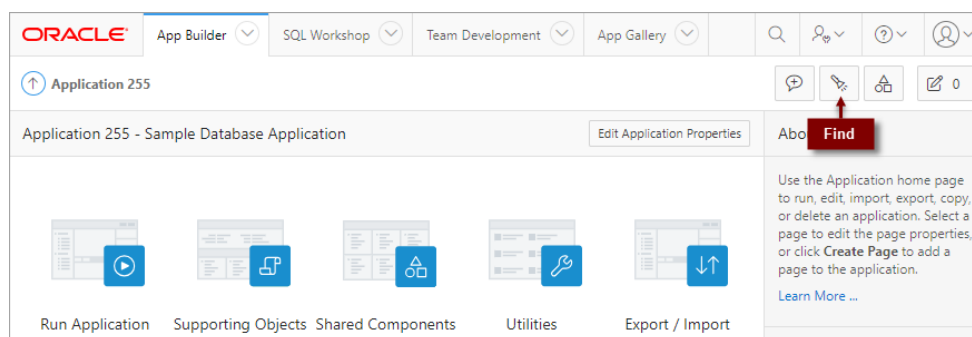 ORACLE App Builder SQL Workshop Team Development App Gallery
Application 255
0
Application 255 - Sample Database Application
Edit Application Properties
Find
Use the Application home page
to run, edit, import, export, copy,
or delete an application. Select a
page to edit the page properties,
or click Create Page to add a
page to the application.
Learn More ...
Run Application
Supporting Objects
Shared Components
Utilities
Export / Import